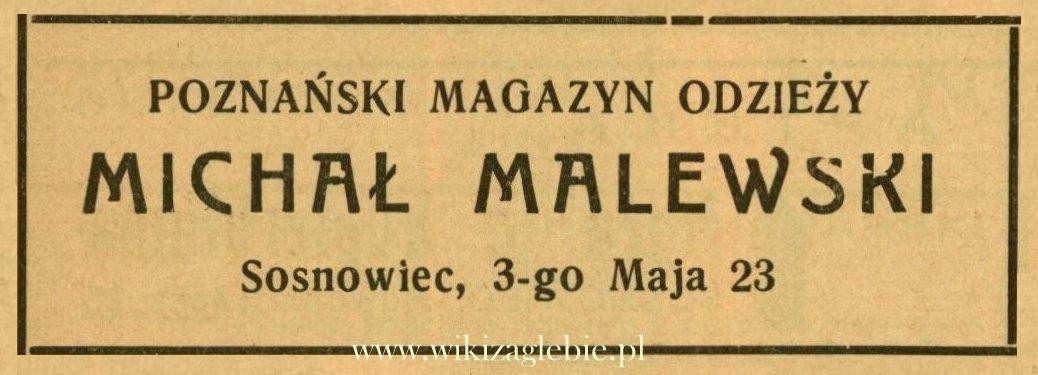 POZNAŃSKI MAGAZYN ODZIEŻY
MICHAŁ MALEWSKI
Sosnowiec, 3-go Maja 23
www.wikizaglebie.pl